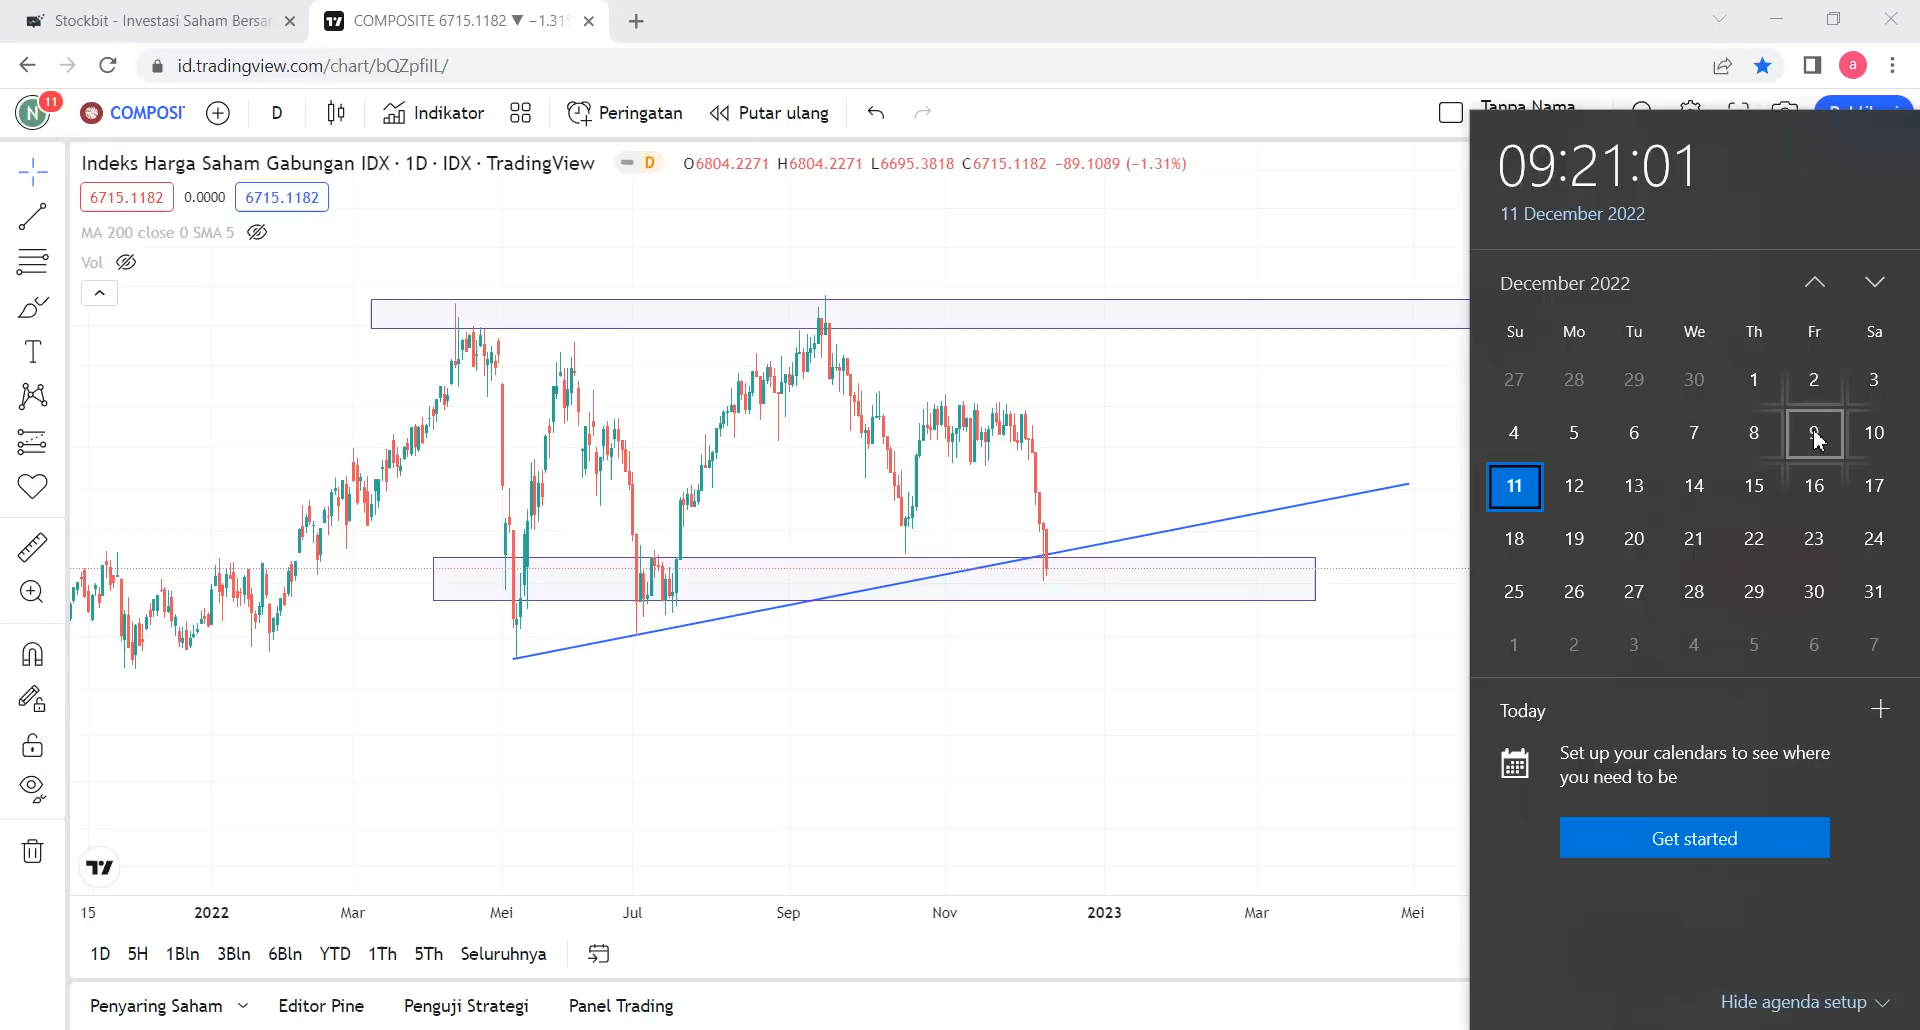 Stockbit - Investasi Saham Bersa
COMPOSITE 6715.1182 ▼ −1.31%
id.tradingview.com/chart/bQZpfiIL/
a
N 11
COMPOSI
D
Indikator
Peringatan
Putar ulang
Tanpa Nama
Indeks Harga Saham Gabungan IDX · 1D · IDX · TradingView
D
O6804.2271 H6804.2271 L6695.3818 C6715.1182 −89.1089 (−1.31%)
6715.1182 0.0000 6715.1182
MA 200 close 0 SMA 5
Vol
15 2022 Mar Mei Jul Sep Nov 2023 Mar Mei
1D 5H 1Bln 3Bln 6Bln YTD 1Th 5Th Seluruhnya
Penyaring Saham Editor Pine Penguji Strategi Panel Trading
09:21:01
11 December 2022
December 2022
Su Mo Tu We Th Fr Sa
27 28 29 30 1 2 3
4 5 6 7 8 9 10
11 12 13 14 15 16 17
18 19 20 21 22 23 24
25 26 27 28 29 30 31
1 2 3 4 5 6 7
Today
Set up your calendars to see where
you need to be
Get started
Hide agenda setup